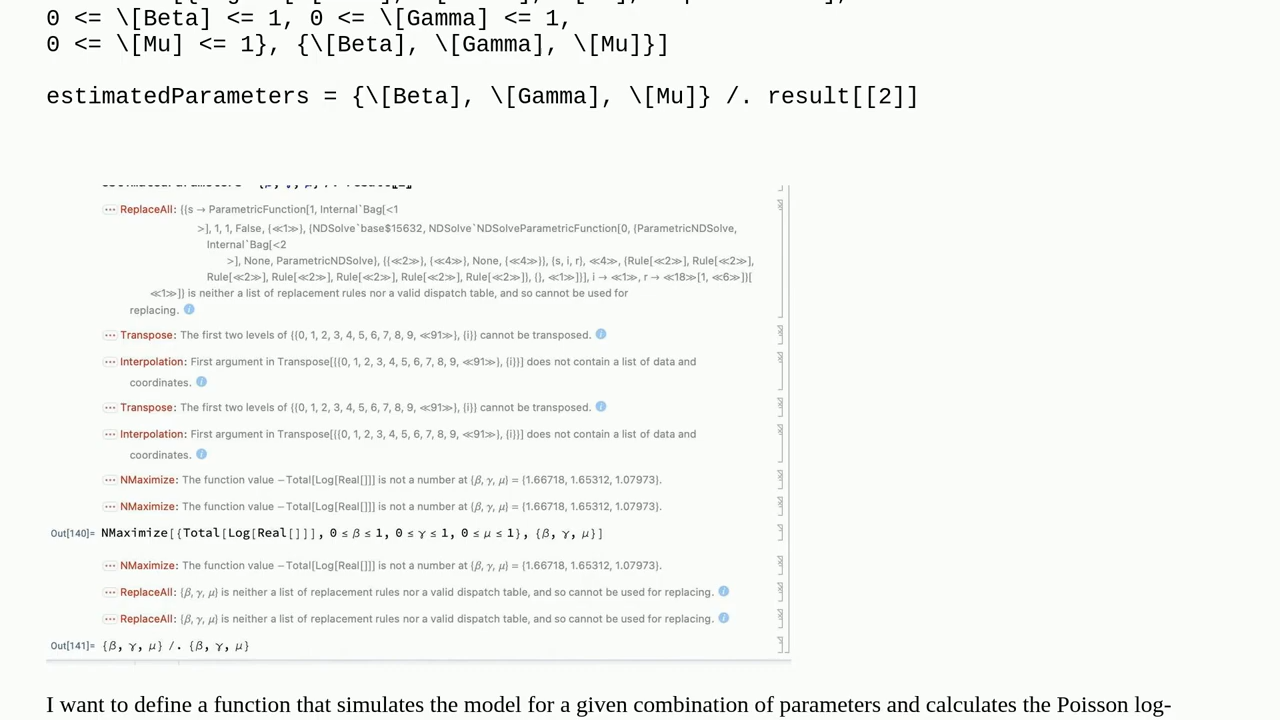 0 <= \[Beta] <= 1, 0 <= \[Gamma] <= 1,
0 <= \[Mu] <= 1}, {\[Beta], \[Gamma], \[Mu]}]
estimatedParameters = {\[Beta], \[Gamma], \[Mu]} /. result[[2]]
ReplaceAll: {{s → ParametricFunction[1, Internal`Bag[<1
>], 1, 1, False, {≪1≫}, {NDSolve`base$15632, NDSolve`NDSolveParametricFunction[0, {ParametricNDSolve,
Internal`Bag[<2
>], None, ParametricNDSolve}, {{≪2≫}, {≪4≫}, None, {≪4≫}}, {s, i, r}, ≪4≫, {Rule[≪2≫], Rule[≪2≫],
Rule[≪2≫], Rule[≪2≫], Rule[≪2≫], Rule[≪2≫], Rule[≪2≫]}, {}, ≪1≫]}], i → ≪1≫, r → ≪18≫[1, ≪6≫]}[
≪1≫]} is neither a list of replacement rules nor a valid dispatch table, and so cannot be used for
replacing.
Transpose: The first two levels of {{0, 1, 2, 3, 4, 5, 6, 7, 8, 9, ≪91≫}, {i}} cannot be transposed.
Interpolation: First argument in Transpose[{{0, 1, 2, 3, 4, 5, 6, 7, 8, 9, ≪91≫}, {i}}] does not contain a list of data and
coordinates.
Transpose: The first two levels of {{0, 1, 2, 3, 4, 5, 6, 7, 8, 9, ≪91≫}, {i}} cannot be transposed.
Interpolation: First argument in Transpose[{{0, 1, 2, 3, 4, 5, 6, 7, 8, 9, ≪91≫}, {i}}] does not contain a list of data and
coordinates.
NMaximize: The function value −Total[Log[Real[]]] is not a number at {β, γ, μ} = {1.66718, 1.65312, 1.07973}.
NMaximize: The function value −Total[Log[Real[]]] is not a number at {β, γ, μ} = {1.66718, 1.65312, 1.07973}.
Out[140]= NMaximize[{Total[Log[Real[]]], 0 ≤ β ≤ 1, 0 ≤ γ ≤ 1, 0 ≤ μ ≤ 1}, {β, γ, μ}]
NMaximize: The function value −Total[Log[Real[]]] is not a number at {β, γ, μ} = {1.66718, 1.65312, 1.07973}.
ReplaceAll: {β, γ, μ} is neither a list of replacement rules nor a valid dispatch table, and so cannot be used for replacing.
ReplaceAll: {β, γ, μ} is neither a list of replacement rules nor a valid dispatch table, and so cannot be used for replacing.
Out[141]= {β, γ, μ} /. {β, γ, μ}
I want to define a function that simulates the model for a given combination of parameters and calculates the Poisson log-